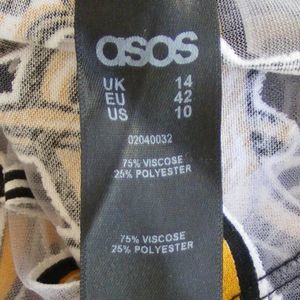 asos
UK 14
EU 42
US 10
02040032
75% VISCOSE
25% POLYESTER
75% VISCOSE
25% POLYESTER